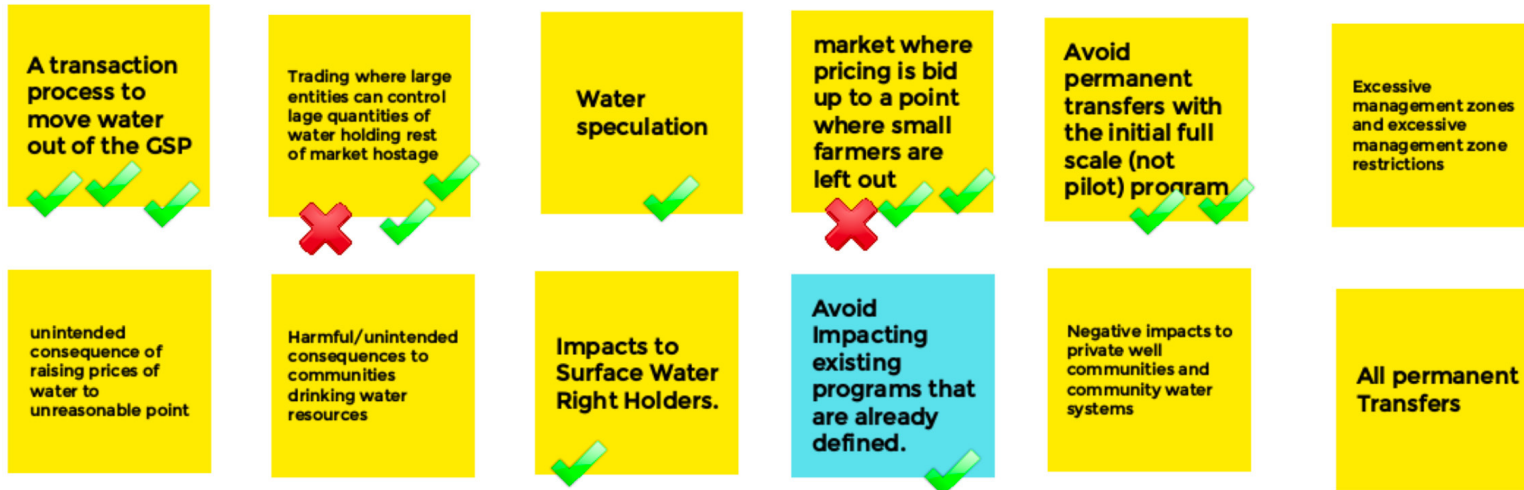 A transaction
process to
move water
out of the GSP
Trading where large
entities can control
lage quantities of
water holding rest
of market hostage
Water
speculation
market where
pricing is bid
up to a point
where small
farmers are
left out
Avoid
permanent
transfers with
the initial full
scale (not
pilot) program
Excessive
management zones
and excessive
management zone
restrictions
unintended
consequence of
raising prices of
water to
unreasonable point
Harmful/unintended
consequences to
communities
drinking water
resources
Impacts to
Surface Water
Right Holders.
Avoid
Impacting
existing
programs that
are already
defined.
Negative impacts to
private well
communities and
community water
systems
All permanent
Transfers